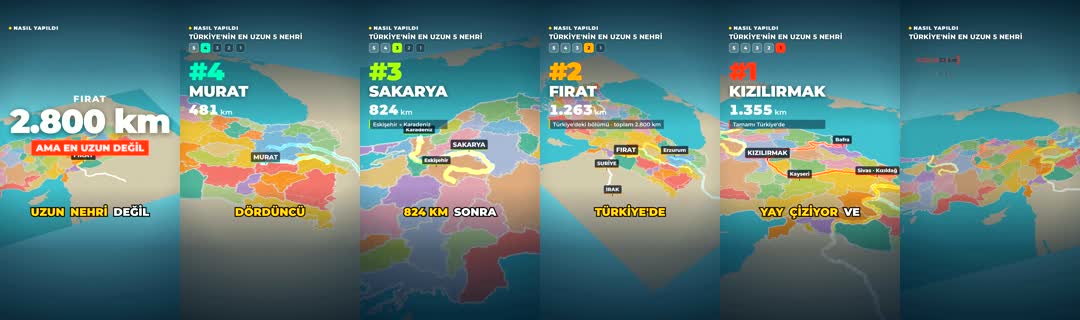 NASIL YAPILDI
FIRAT
2.800 km
AMA EN UZUN DEĞİL
UZUN NEHRİ DEĞİL
NASIL YAPILDI
TÜRKİYE'NİN EN UZUN 5 NEHRİ
5 4 3 2 1
#4
MURAT
481 km
MURAT
DÖRDÜNCÜ
NASIL YAPILDI
TÜRKİYE'NİN EN UZUN 5 NEHRİ
5 4 3 2 1
#3
SAKARYA
824 km
Eskişehir → Karadeniz
Karadeniz
SAKARYA
Eskişehir
824 KM SONRA
NASIL YAPILDI
TÜRKİYE'NİN EN UZUN 5 NEHRİ
5 4 3 2 1
#2
FIRAT
1.263 km
Türkiye'deki bölümü · toplam 2.800 km
FIRAT
Erzurum
SURİYE
IRAK
TÜRKİYE'DE
NASIL YAPILDI
TÜRKİYE'NİN EN UZUN 5 NEHRİ
5 4 3 2 1
#1
KIZILIRMAK
1.355 km
Tamamı Türkiye'de
Bafra
KIZILIRMAK
Kayseri
Sivas - Kızıldağ
YAY ÇİZİYOR VE
NASIL YAPILDI
TÜRKİYE'NİN EN UZUN 5 NEHRİ